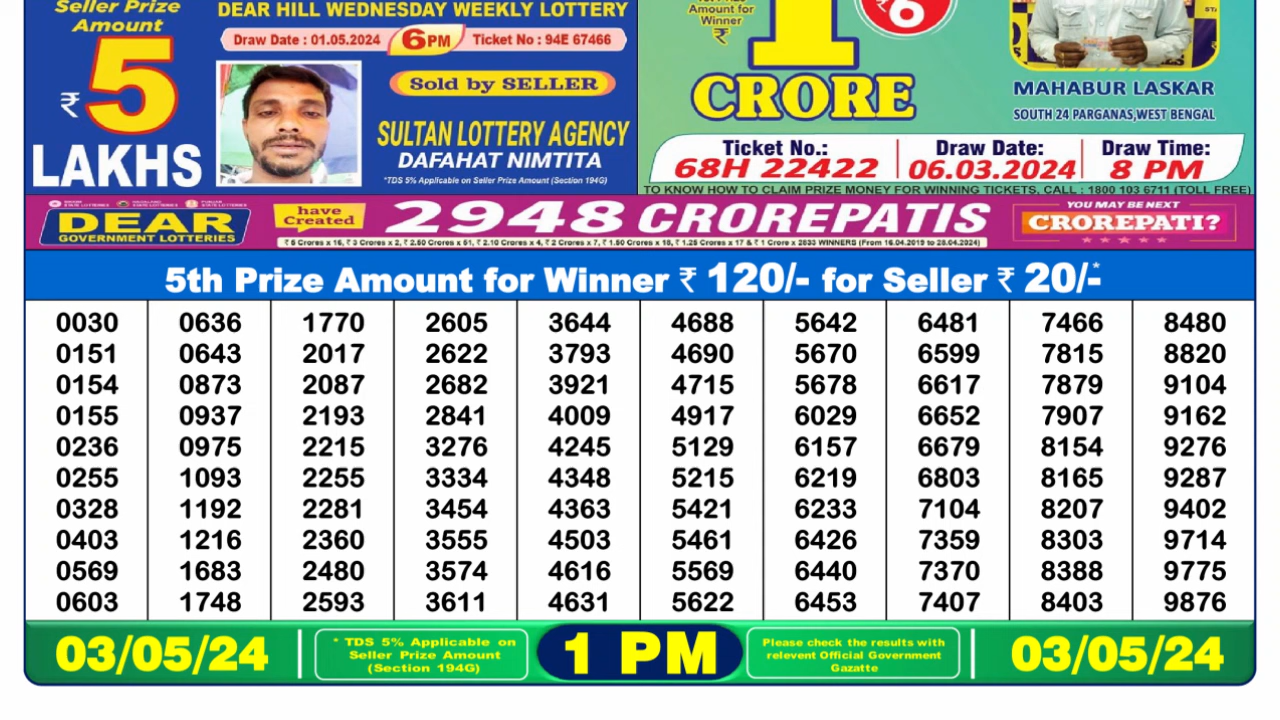 Seller Prize
Amount
₹5
LAKHS
DEAR HILL WEDNESDAY WEEKLY LOTTERY
Draw Date : 01.05.2024 6PM Ticket No : 94E 67466
Sold by SELLER
SULTAN LOTTERY AGENCY
DAFAHAT NIMTITA
*TDS 5% Applicable on Seller Prize Amount (Section 194G)
Amount for
Winner
₹
1
CRORE
₹6
MAHABUR LASKAR
SOUTH 24 PARGANAS,WEST BENGAL
Ticket No.: Draw Date: Draw Time:
68H 22422 06.03.2024 8 PM
TO KNOW HOW TO CLAIM PRIZE MONEY FOR WINNING TICKETS, CALL : 1800 103 6711 (TOLL FREE)
DEAR
GOVERNMENT LOTTERIES
have
Created
2948 CROREPATIS
YOU MAY BE NEXT
CROREPATI?
5th Prize Amount for Winner ₹ 120/- for Seller ₹ 20/-*
0030 0636 1770 2605 3644 4688 5642 6481 7466 8480
0151 0643 2017 2622 3793 4690 5670 6599 7815 8820
0154 0873 2087 2682 3921 4715 5678 6617 7879 9104
0155 0937 2193 2841 4009 4917 6029 6652 7907 9162
0236 0975 2215 3276 4245 5129 6157 6679 8154 9276
0255 1093 2255 3334 4348 5215 6219 6803 8165 9287
0328 1192 2281 3454 4363 5421 6233 7104 8207 9402
0403 1216 2360 3555 4503 5461 6426 7359 8303 9714
0569 1683 2480 3574 4616 5569 6440 7370 8388 9775
0603 1748 2593 3611 4631 5622 6453 7407 8403 9876
03/05/24
* TDS 5% Applicable on
Seller Prize Amount
(Section 194G)
1 PM
Please check the results with
relevent Official Government
Gazatte
03/05/24